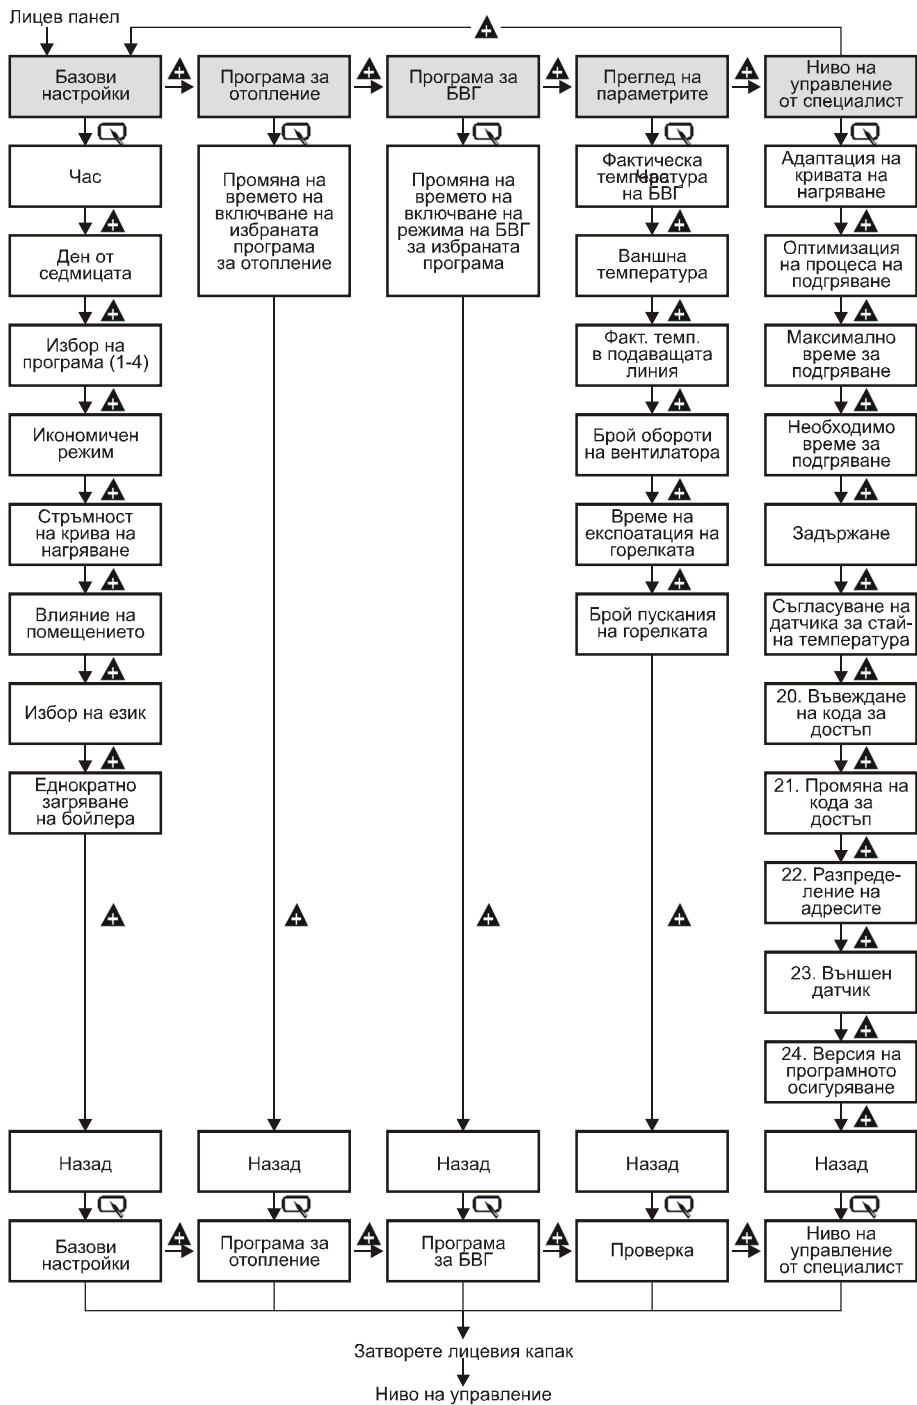 Лицев панел
Базови
настройки
Програма за
отопление
Програма за
БВГ
Преглед на
параметрите
Ниво на
управление
от специалист
Час
Ден от
седмицата
Избор на
програма (1-4)
Икономичен
режим
Стръмност
на крива на
нагряване
Влияние на
помещението
Избор на език
Еднократно
загряване
на бойлера
Промяна на
времето на
включване на
избраната
програма
за отопление
Промяна на
времето на
включване на
режима на БВГ
за избраната
програма
Фактическа
температура
Час
на БВГ
Ваншна
температура
Факт. темп.
в подаващата
линия
Брой обороти
на вентилатора
Време на
експоатация на
горелката
Брой пускания
на горелката
Адаптация на
кривата на
нагряване
Оптимизация
на процеса на
подгряване
Максимално
време за
подгряване
Необходимо
време за
подгряване
Задържане
Съгласуване на
датчика за стай-
на температура
20. Въвеждане
на кода за
достъп
21. Промяна на
кода за
достъп
22. Разпреде-
ление на
адресите
23. Външен
датчик
24. Версия на
програмното
осигуряване
Назад
Назад
Назад
Назад
Назад
Базови
настройки
Програма за
отопление
Програма
за БВГ
Проверка
Ниво на
управление
от специалист
Затворете лицевия капак
Ниво на управление